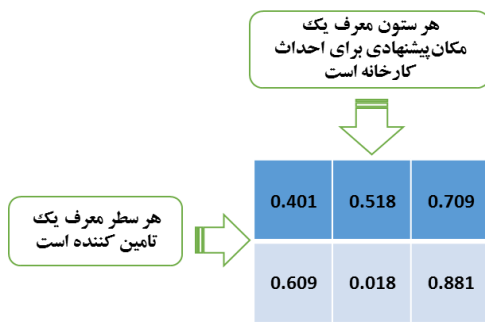 هر ستون معرف یک
مکان‌پیشنهادی برای احداث
کارخانه است
0.401 0.518 0.709
هر سطر معرف یک
تامین کننده است
0.609 0.018 0.881